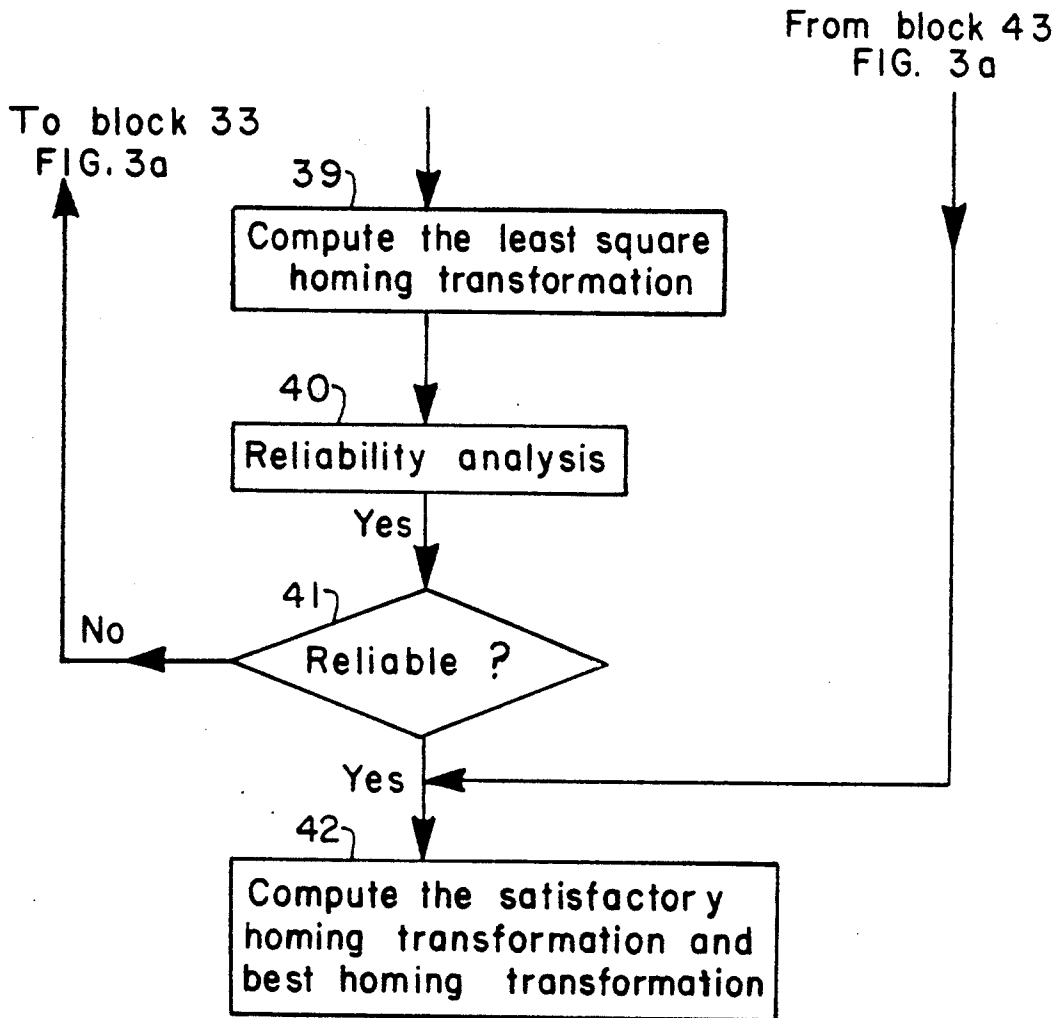 From block 43
FIG. 3a
To block 33
FIG. 3a
39
Compute the least square
homing transformation
40
Reliability analysis
Yes
41
No
Reliable ?
Yes
42
Compute the satisfactory
homing transformation and
best homing transformation